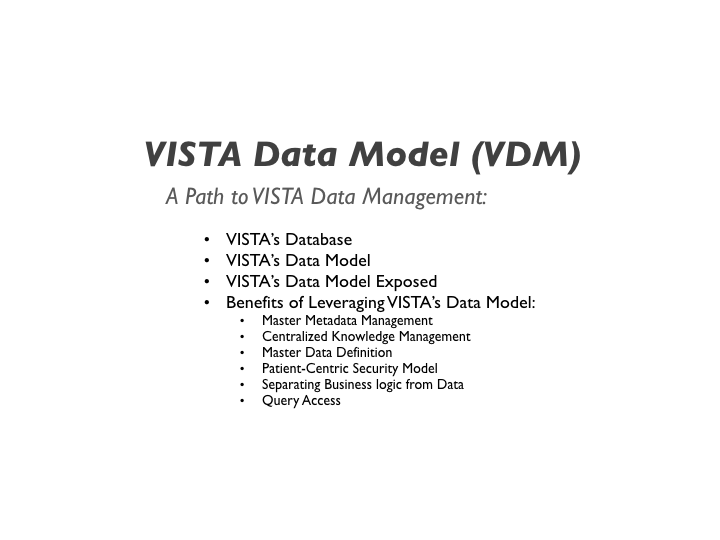 VISTA Data Model (VDM)
A Path to VISTA Data Management:
• VISTA’s Database
• VISTA’s Data Model
• VISTA’s Data Model Exposed
• Benefits of Leveraging VISTA’s Data Model:
• Master Metadata Management
• Centralized Knowledge Management
• Master Data Definition
• Patient-Centric Security Model
• Separating Business logic from Data
• Query Access